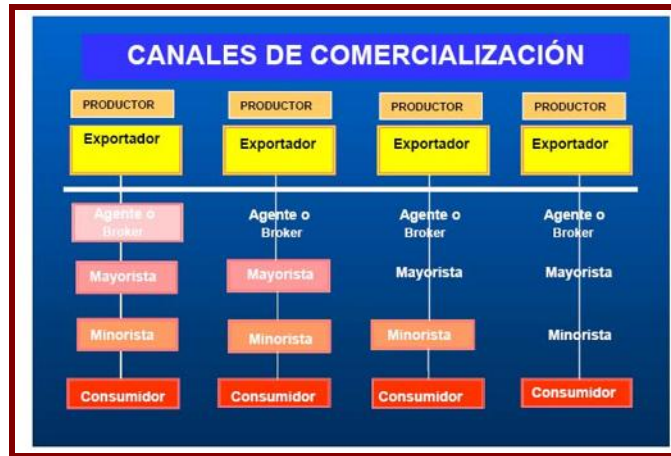 CANALES DE COMERCIALIZACIÓN
PRODUCTOR PRODUCTOR PRODUCTOR PRODUCTOR
Exportador Exportador Exportador Exportador
Agente o Agente o Agente o Agente o
Broker Broker Broker Broker
Mayorista Mayorista Mayorista Mayorista
Minorista Minorista Minorista Minorista
Consumidor Consumidor Consumidor Consumidor